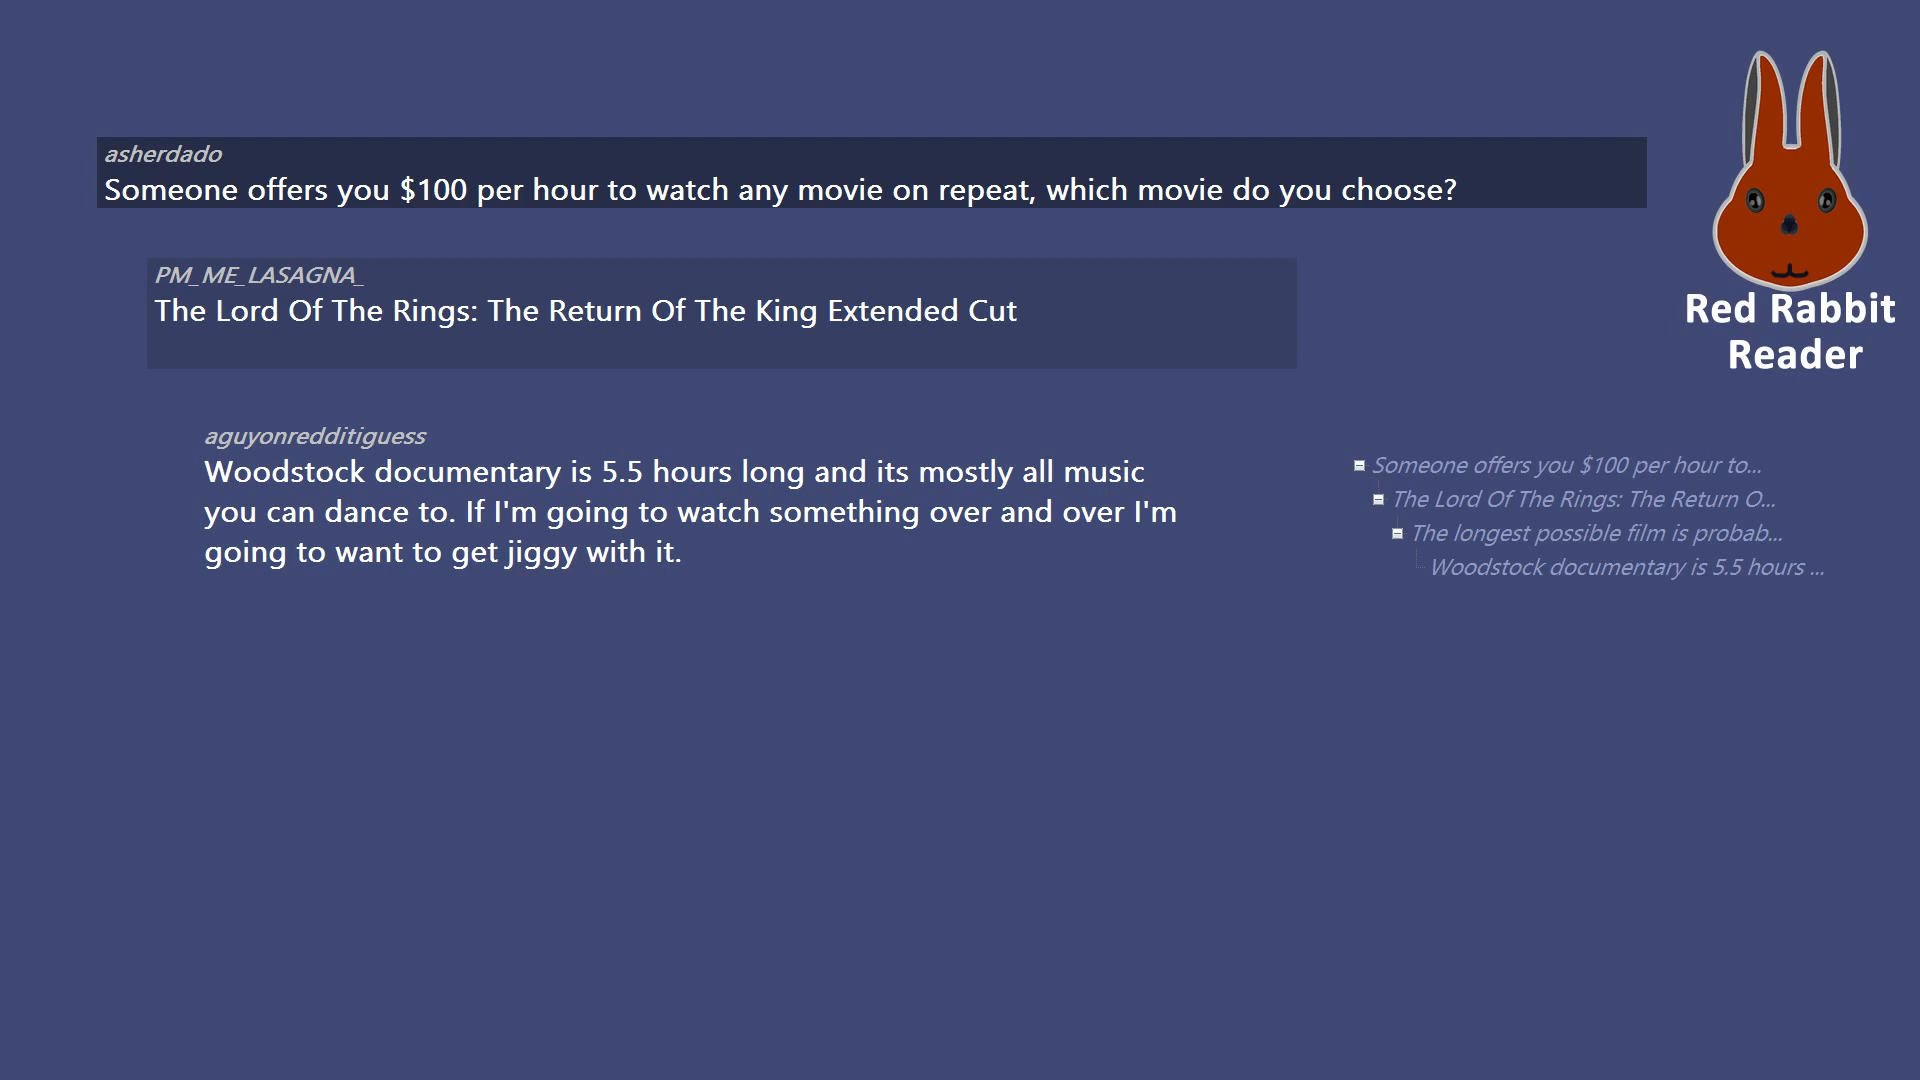 asherdado
Someone offers you $100 per hour to watch any movie on repeat, which movie do you choose?
PM_ME_LASAGNA_
The Lord Of The Rings: The Return Of The King Extended Cut
aguyonredditiguess
Woodstock documentary is 5.5 hours long and its mostly all music
you can dance to. If I'm going to watch something over and over I'm
going to want to get jiggy with it.
Red Rabbit
Reader
Someone offers you $100 per hour to...
The Lord Of The Rings: The Return O...
The longest possible film is probab...
Woodstock documentary is 5.5 hours ...